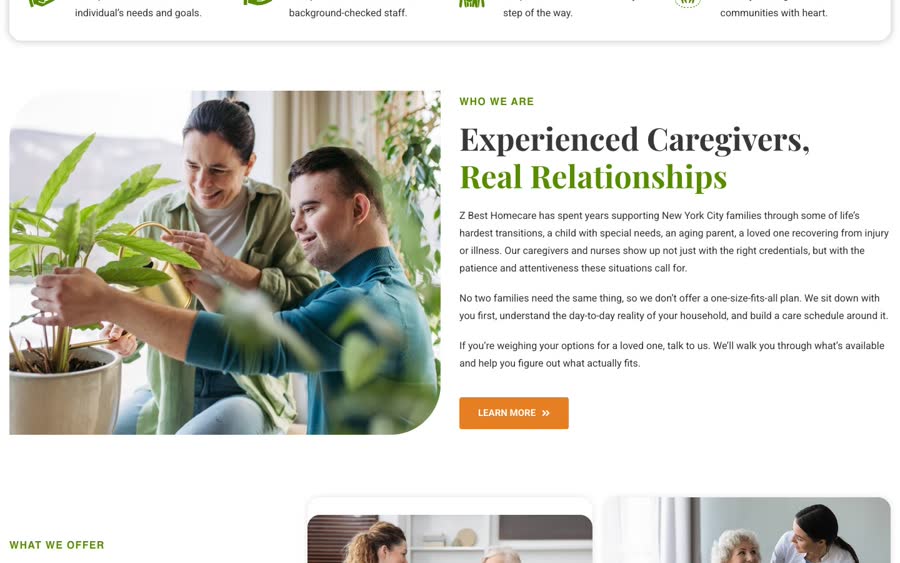 individual’s needs and goals.
background-checked staff.
step of the way.
communities with heart.
WHO WE ARE
Experienced Caregivers,
Real Relationships
Z Best Homecare has spent years supporting New York City families through some of life’s
hardest transitions, a child with special needs, an aging parent, a loved one recovering from injury
or illness. Our caregivers and nurses show up not just with the right credentials, but with the
patience and attentiveness these situations call for.
No two families need the same thing, so we don’t offer a one-size-fits-all plan. We sit down with
you first, understand the day-to-day reality of your household, and build a care schedule around it.
If you’re weighing your options for a loved one, talk to us. We’ll walk you through what’s available
and help you figure out what actually fits.
LEARN MORE »
WHAT WE OFFER